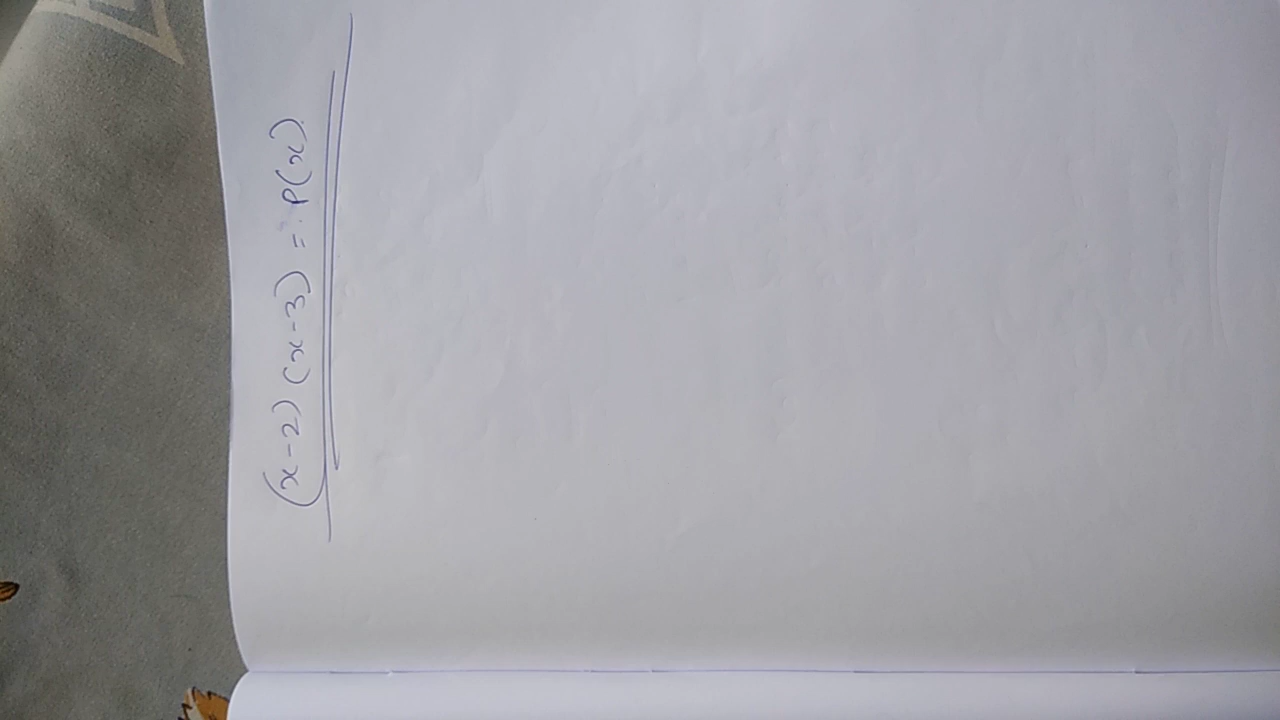 (x-2) (x-3) = P(x).